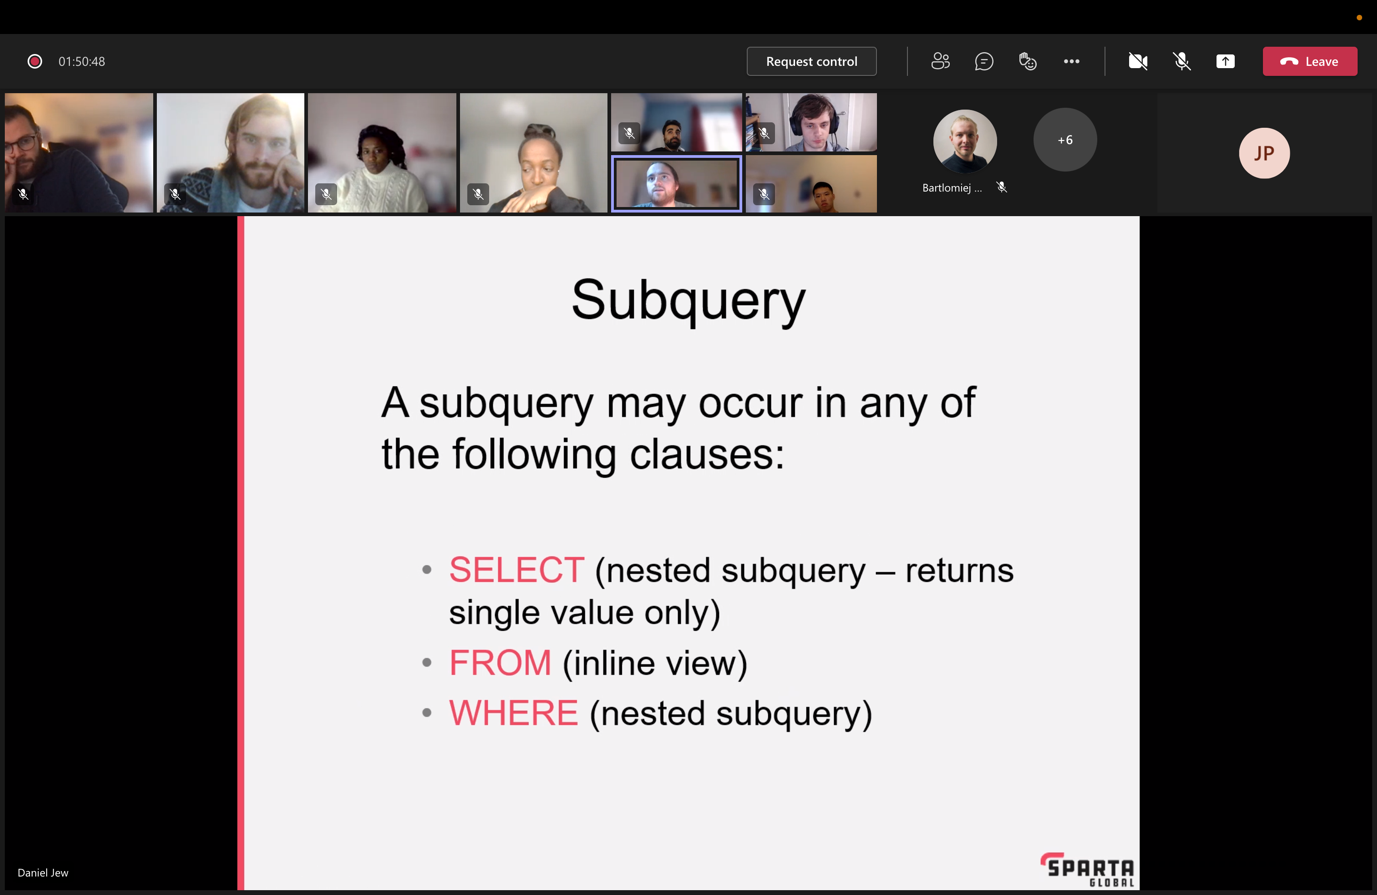 01:50:48
Request control
Leave
Bartlomiej ...
+6
JP
Subquery
A subquery may occur in any of
the following clauses:
• SELECT (nested subquery – returns
single value only)
• FROM (inline view)
• WHERE (nested subquery)
Daniel Jew
SPARTA
GLOBAL